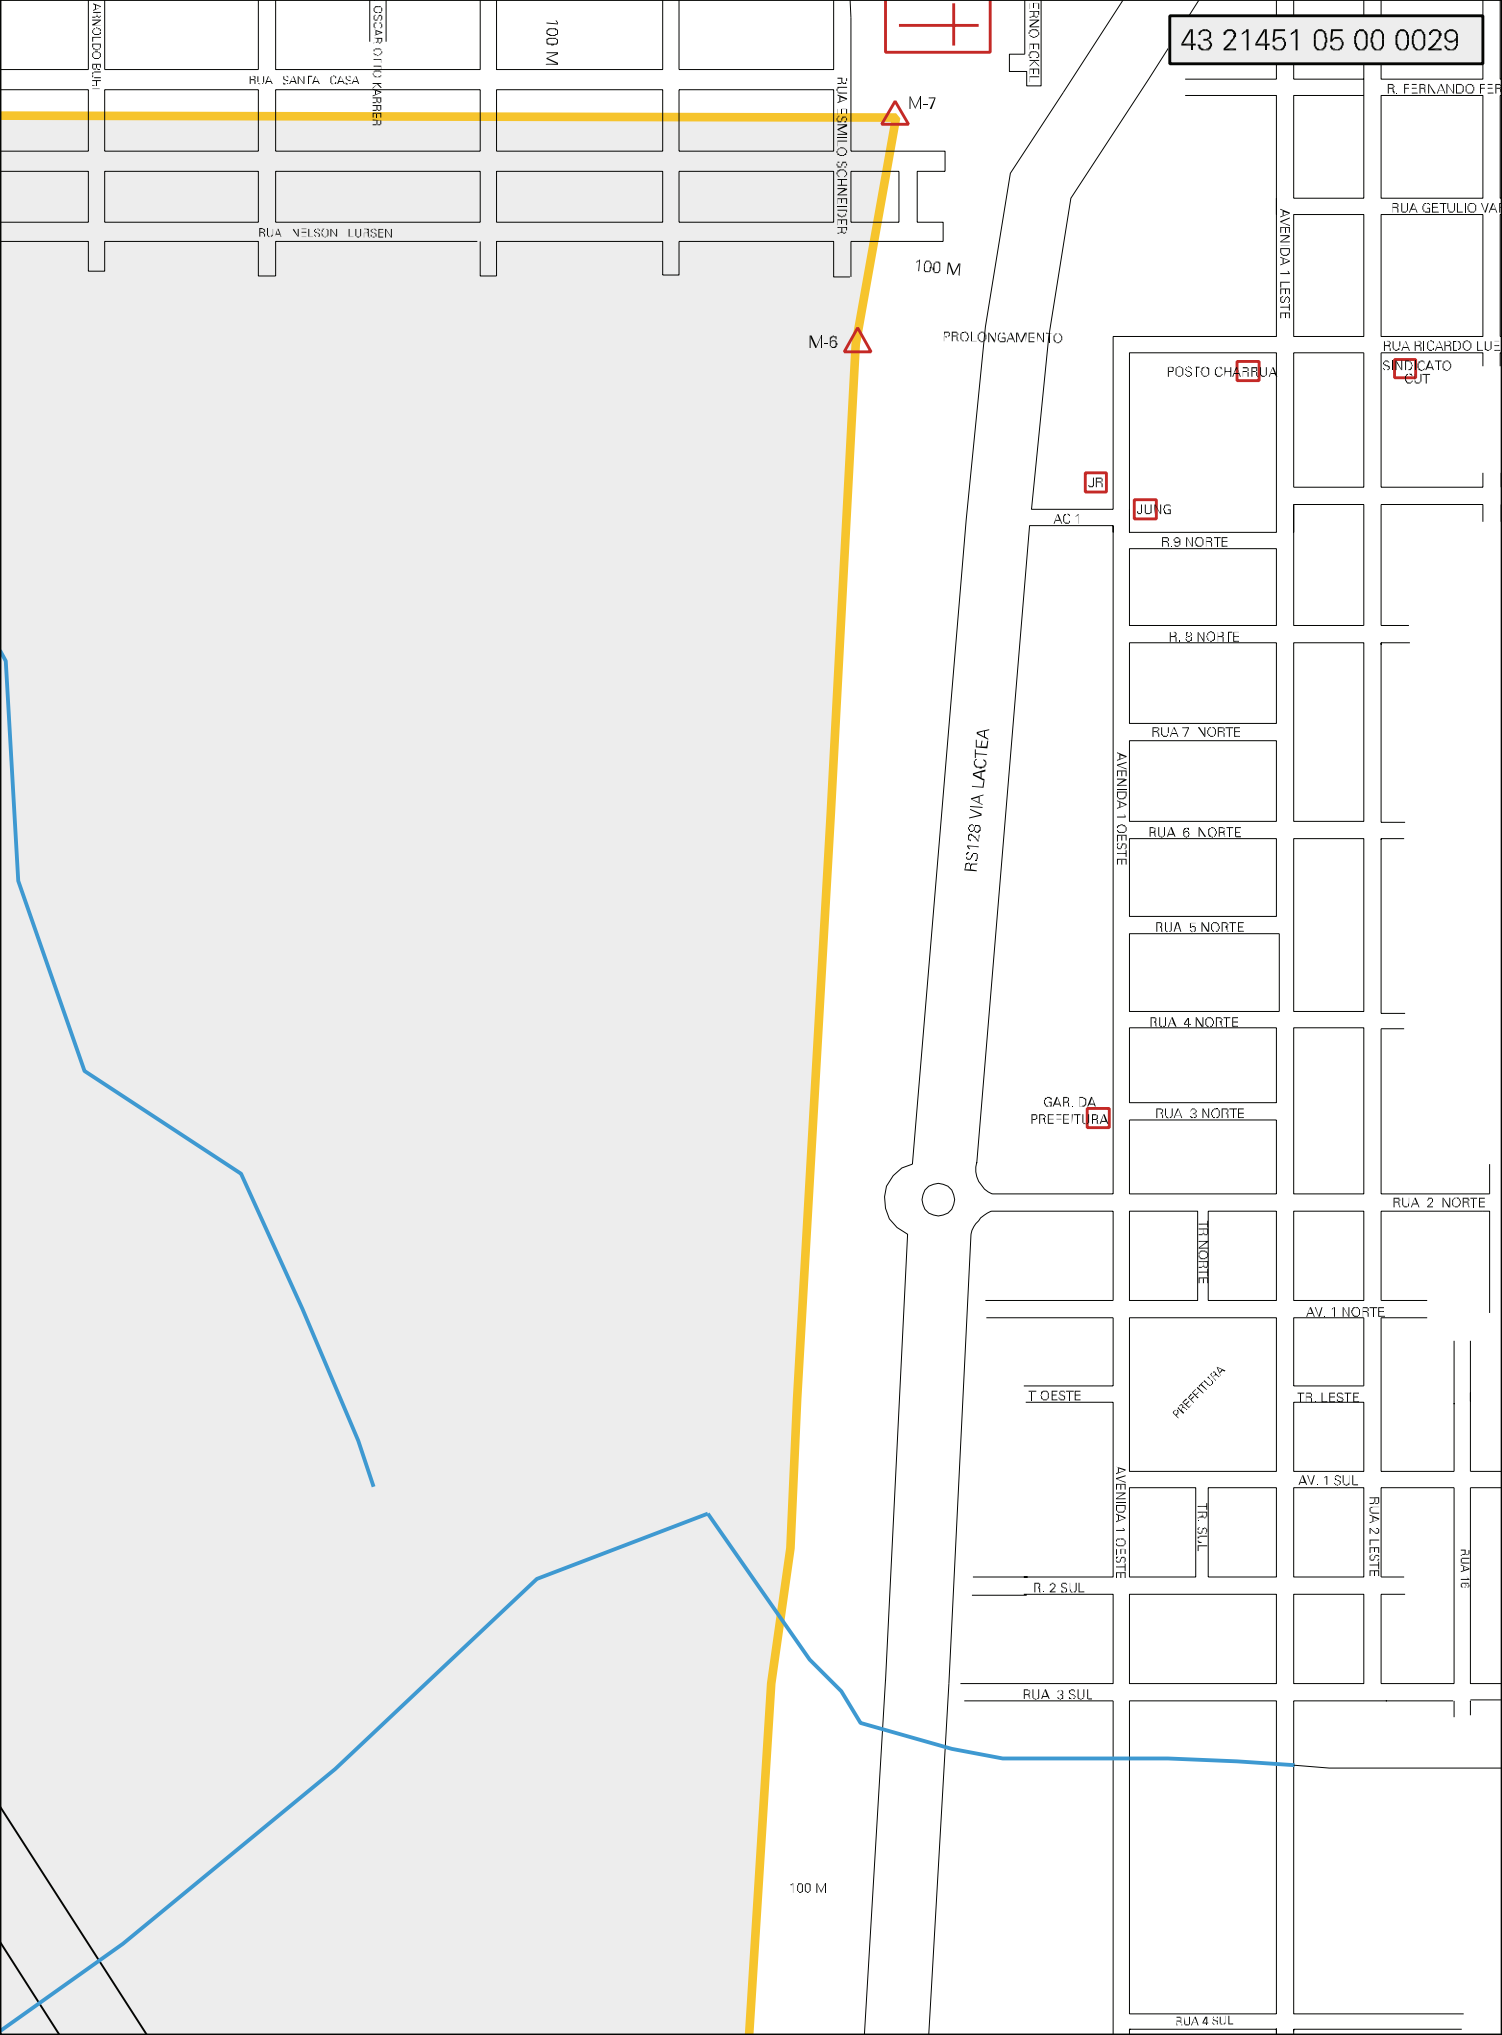 43 21451 05 00 0029
ARNOLDO BUHL
OSCAR OTTO KARRER
100 M
ERNO ECKEL
RUA SANTA CASA
RUA ESMILO SCHNEIDER
M-7
R. FERNANDO FER
RUA GETULIO VAR
AVENIDA 1 LESTE
RUA NELSON LURSEN
100 M
M-6
PROLONGAMENTO
RUA RICARDO LUE
POSTO CHARRUA
SINDICATO
CUT
JR
JUNG
AC 1
R.9 NORTE
R. 8 NORTE
RUA 7 NORTE
RS128 VIA LACTEA
AVENIDA 1 OESTE
RUA 6 NORTE
RUA 5 NORTE
RUA 4 NORTE
GAR. DA
PREFEITURA
RUA 3 NORTE
RUA 2 NORTE
TR NORTE
AV. 1 NORTE
T OESTE
PREFEITURA
TR. LESTE
AVENIDA 1 OESTE
AV. 1 SUL
TR. SUL
RUA 2 LESTE
RUA 16
R. 2 SUL
RUA 3 SUL
100 M
RUA 4 SUL